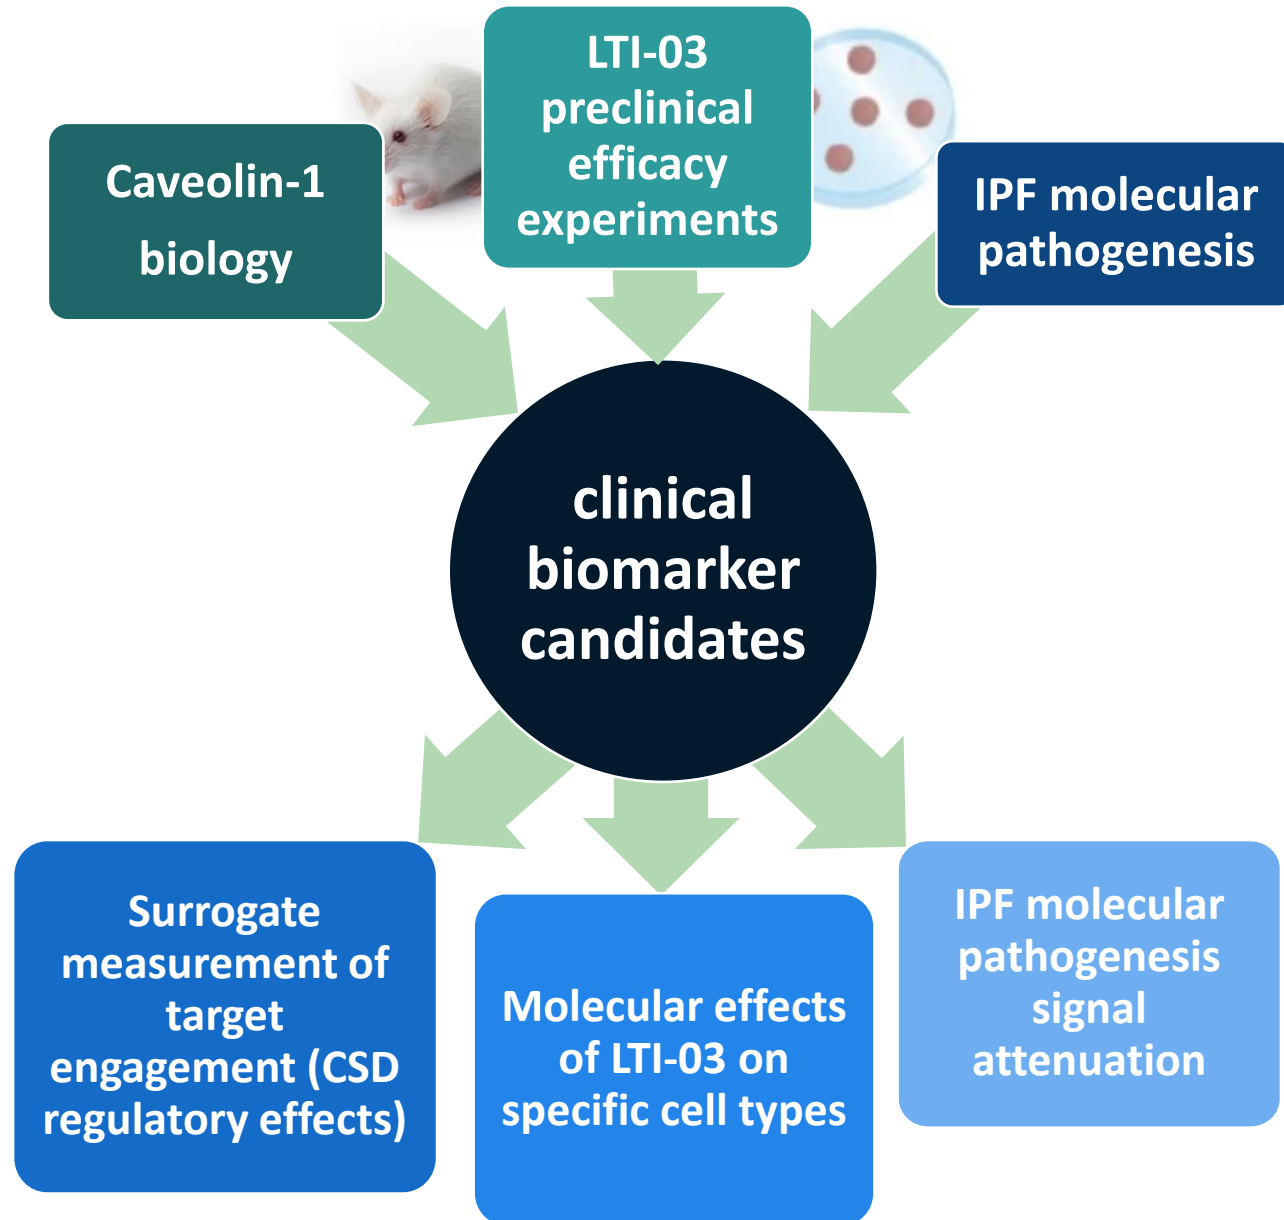 LTI-03
preclinical
efficacy
experiments
Caveolin-1
biology
IPF molecular
pathogenesis
clinical
biomarker
candidates
Surrogate
measurement of
target
engagement (CSD
regulatory effects)
Molecular effects
of LTI-03 on
specific cell types
IPF molecular
pathogenesis
signal
attenuation